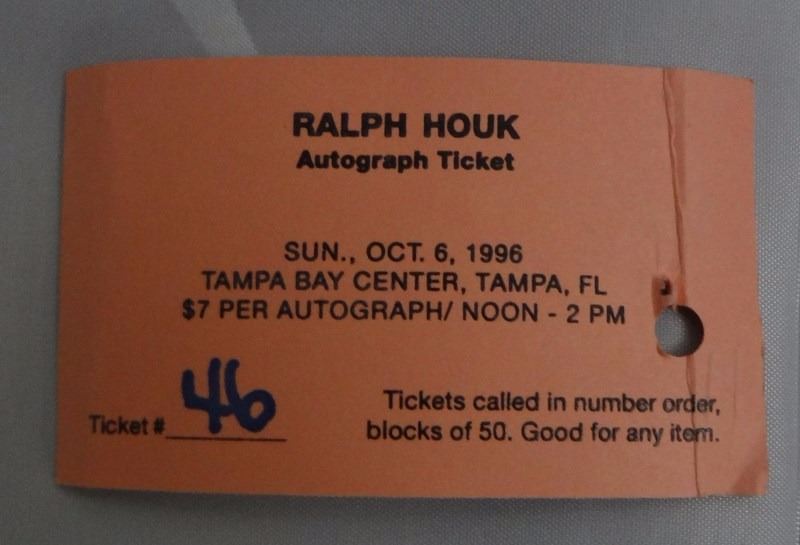 RALPH HOUK
Autograph Ticket
SUN., OCT. 6, 1996
TAMPA BAY CENTER, TAMPA, FL
$7 PER AUTOGRAPH/ NOON - 2 PM
Tickets called in number order,
blocks of 50. Good for any item.
Ticket # 46